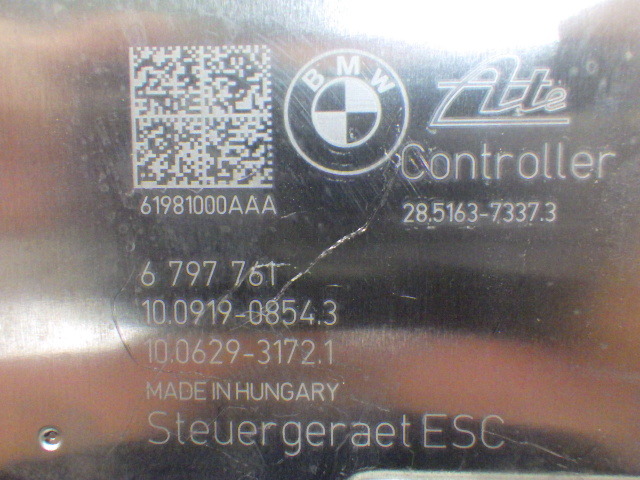 BMW
Ate
Controller
61981000AAA
28.5163-7337.3
6 797 761
10.0919-0854.3
10.0629-3172.1
MADE IN HUNGARY
Steuergeraet ESC